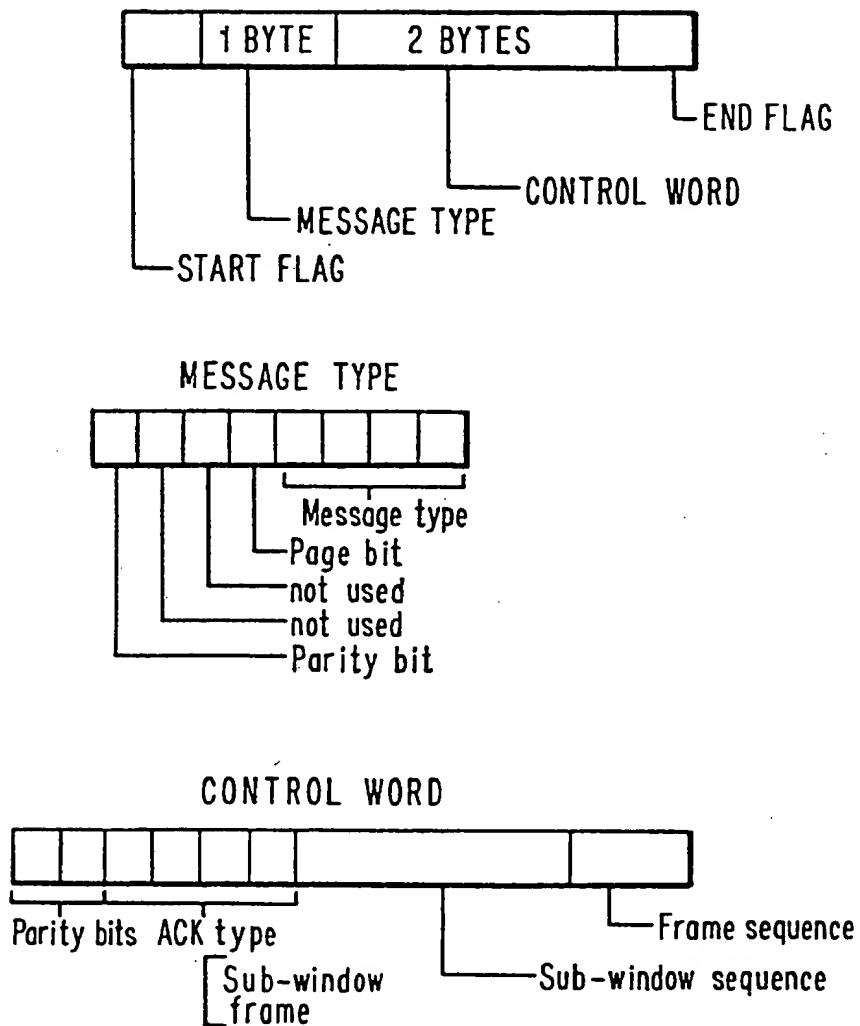 1 BYTE 2 BYTES
END FLAG
CONTROL WORD
MESSAGE TYPE
START FLAG
MESSAGE TYPE
Message type
Page bit
not used
not used
Parity bit
CONTROL WORD
Parity bits ACK type
Frame sequence
Sub-window sequence
Sub-window
frame